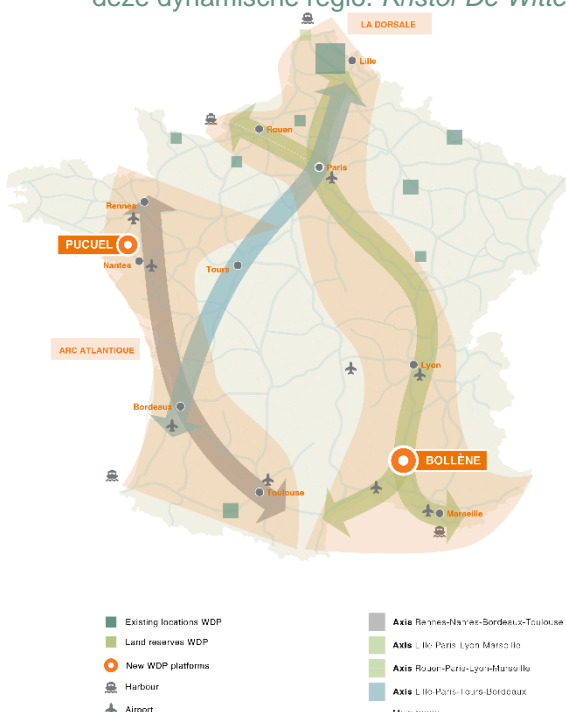 deze dynamische regio. Kristof De Witte
LA DORSALE
Lille
Rouen
Paris
Rennes
PUCUEL
Nantes
Tours
ARC ATLANTIQUE
Lyon
Bordeaux
BOLLÈNE
Toulouse
Marseille
Existing locations WDP
Land reserves WDP
New WDP platforms
Harbour
Airport
Axis Rennes-Nantes-Bordeaux-Toulouse
Axis Lille-Paris-Lyon-Marseille
Axis Rouen-Paris-Lyon-Marseille
Axis Lille-Paris-Tours-Bordeaux